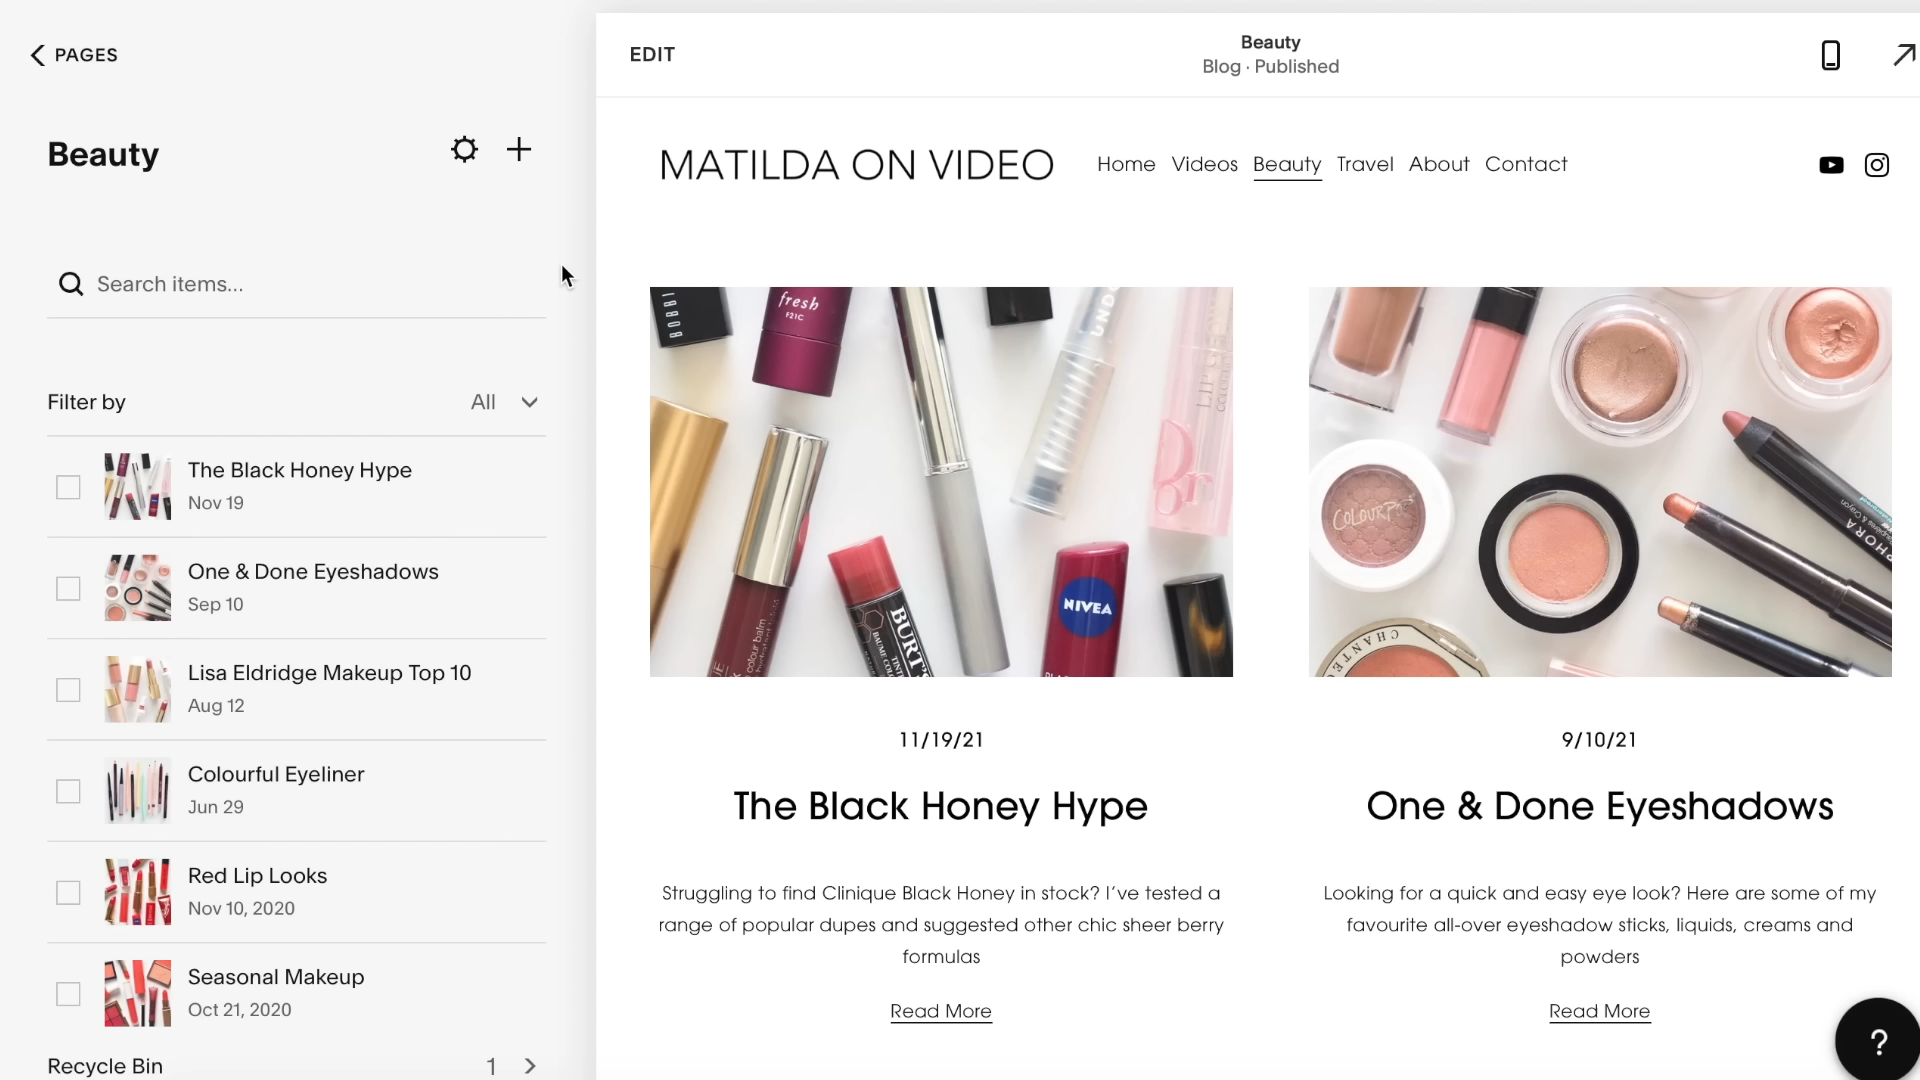 PAGES
Beauty
Search items...
Filter by All
The Black Honey Hype
Nov 19
One & Done Eyeshadows
Sep 10
Lisa Eldridge Makeup Top 10
Aug 12
Colourful Eyeliner
Jun 29
Red Lip Looks
Nov 10, 2020
Seasonal Makeup
Oct 21, 2020
Recycle Bin 1
EDIT
Beauty
Blog · Published
MATILDA ON VIDEO
Home Videos Beauty Travel About Contact
BOBBI
fresh
F21C
NIVEA
BURT'S
colour balm
COLOURPOP
CHANTE
PHORA
11/19/21
The Black Honey Hype
Struggling to find Clinique Black Honey in stock? I've tested a
range of popular dupes and suggested other chic sheer berry
formulas
Read More
9/10/21
One & Done Eyeshadows
Looking for a quick and easy eye look? Here are some of my
favourite all-over eyeshadow sticks, liquids, creams and
powders
Read More
?